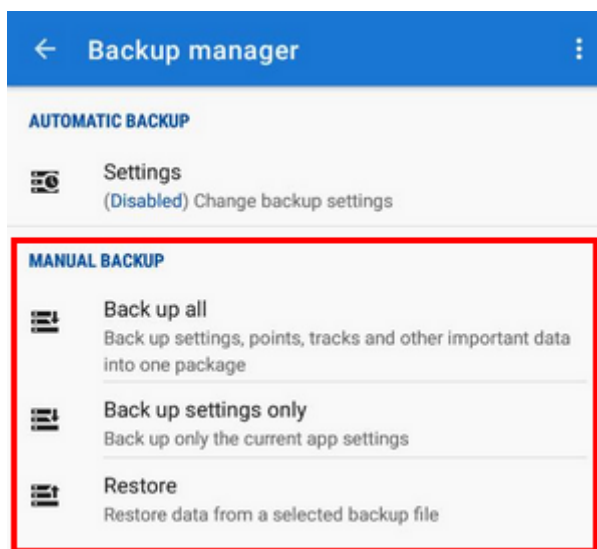 Backup manager
AUTOMATIC BACKUP
Settings
(Disabled) Change backup settings
MANUAL BACKUP
Back up all
Back up settings, points, tracks and other important data
into one package
Back up settings only
Back up only the current app settings
Restore
Restore data from a selected backup file